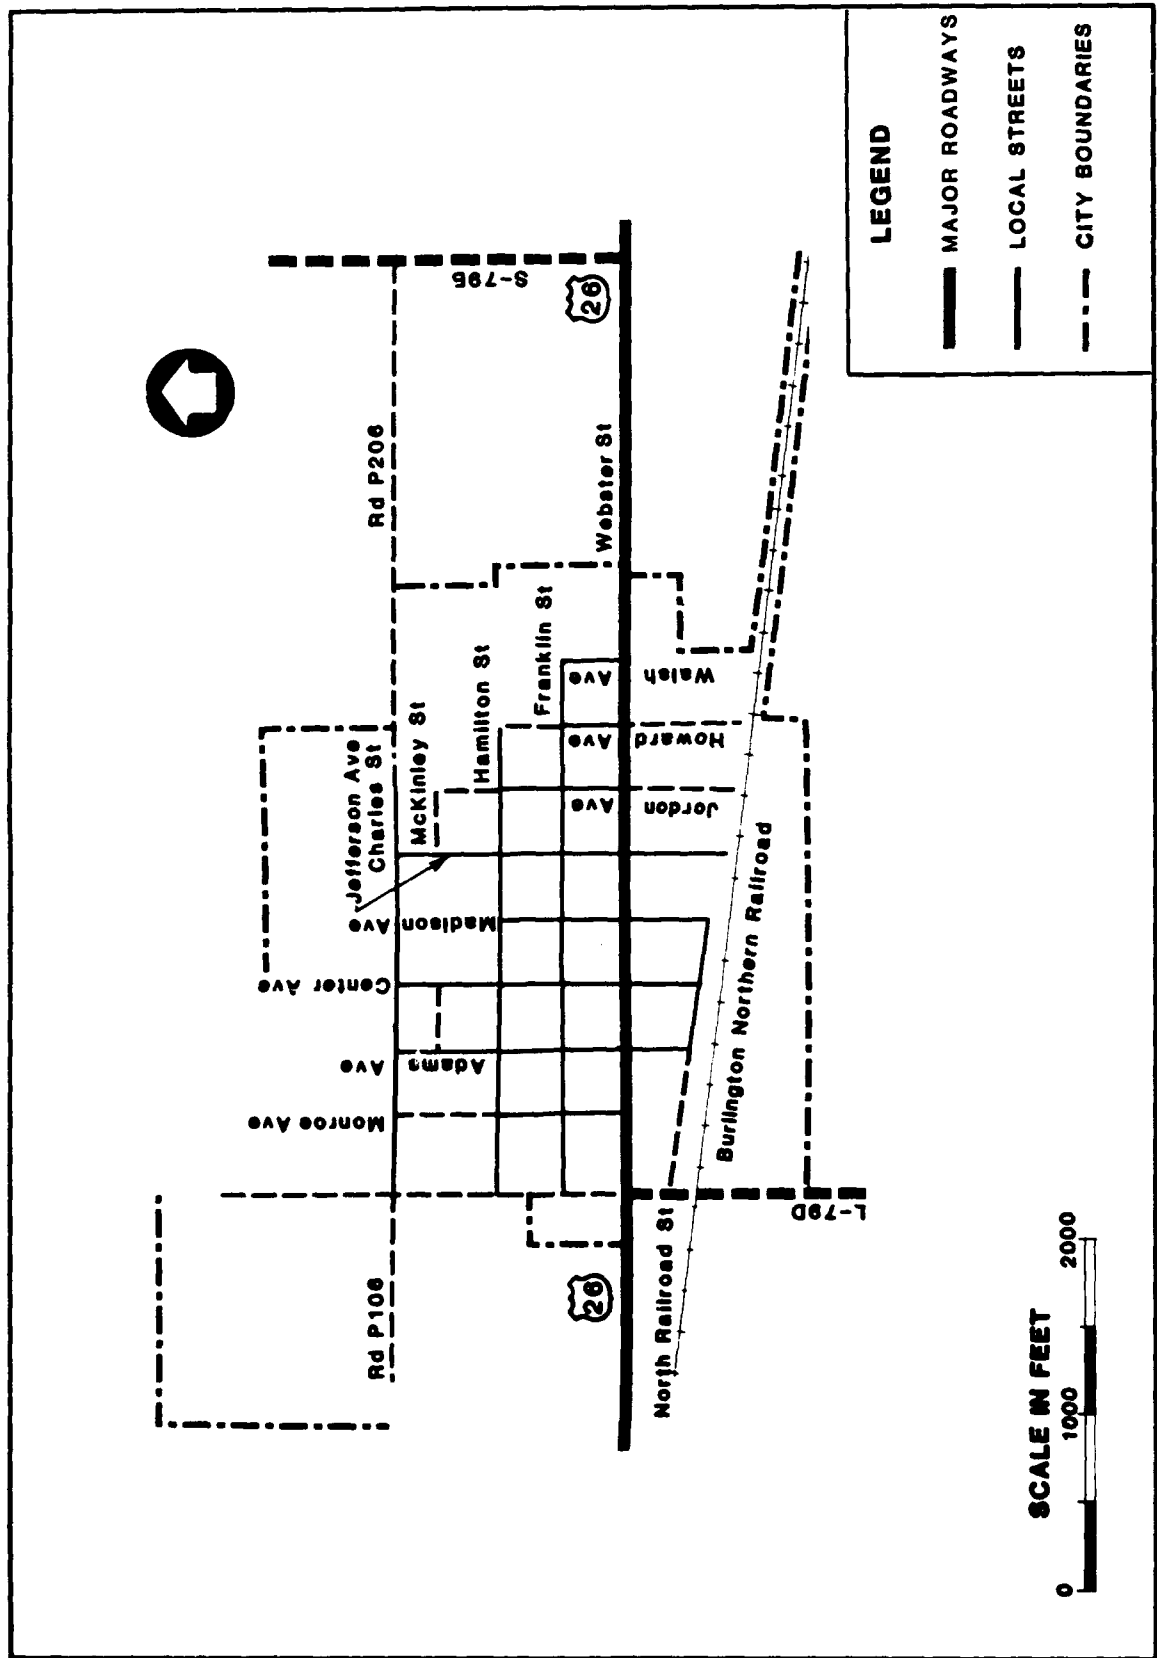 Rd P206
S-79B
26
Webster St
Franklin St
Hamilton St
McKinley St
Jefferson Ave
Charles St
Madison Ave
Center Ave
Adams Ave
Monroe Ave
Walsh Ave
Howard Ave
Jordon Ave
Rd P106
26
North Railroad St
Burlington Northern Railroad
L-79D
SCALE IN FEET
0 1000 2000
LEGEND
MAJOR ROADWAYS
LOCAL STREETS
CITY BOUNDARIES